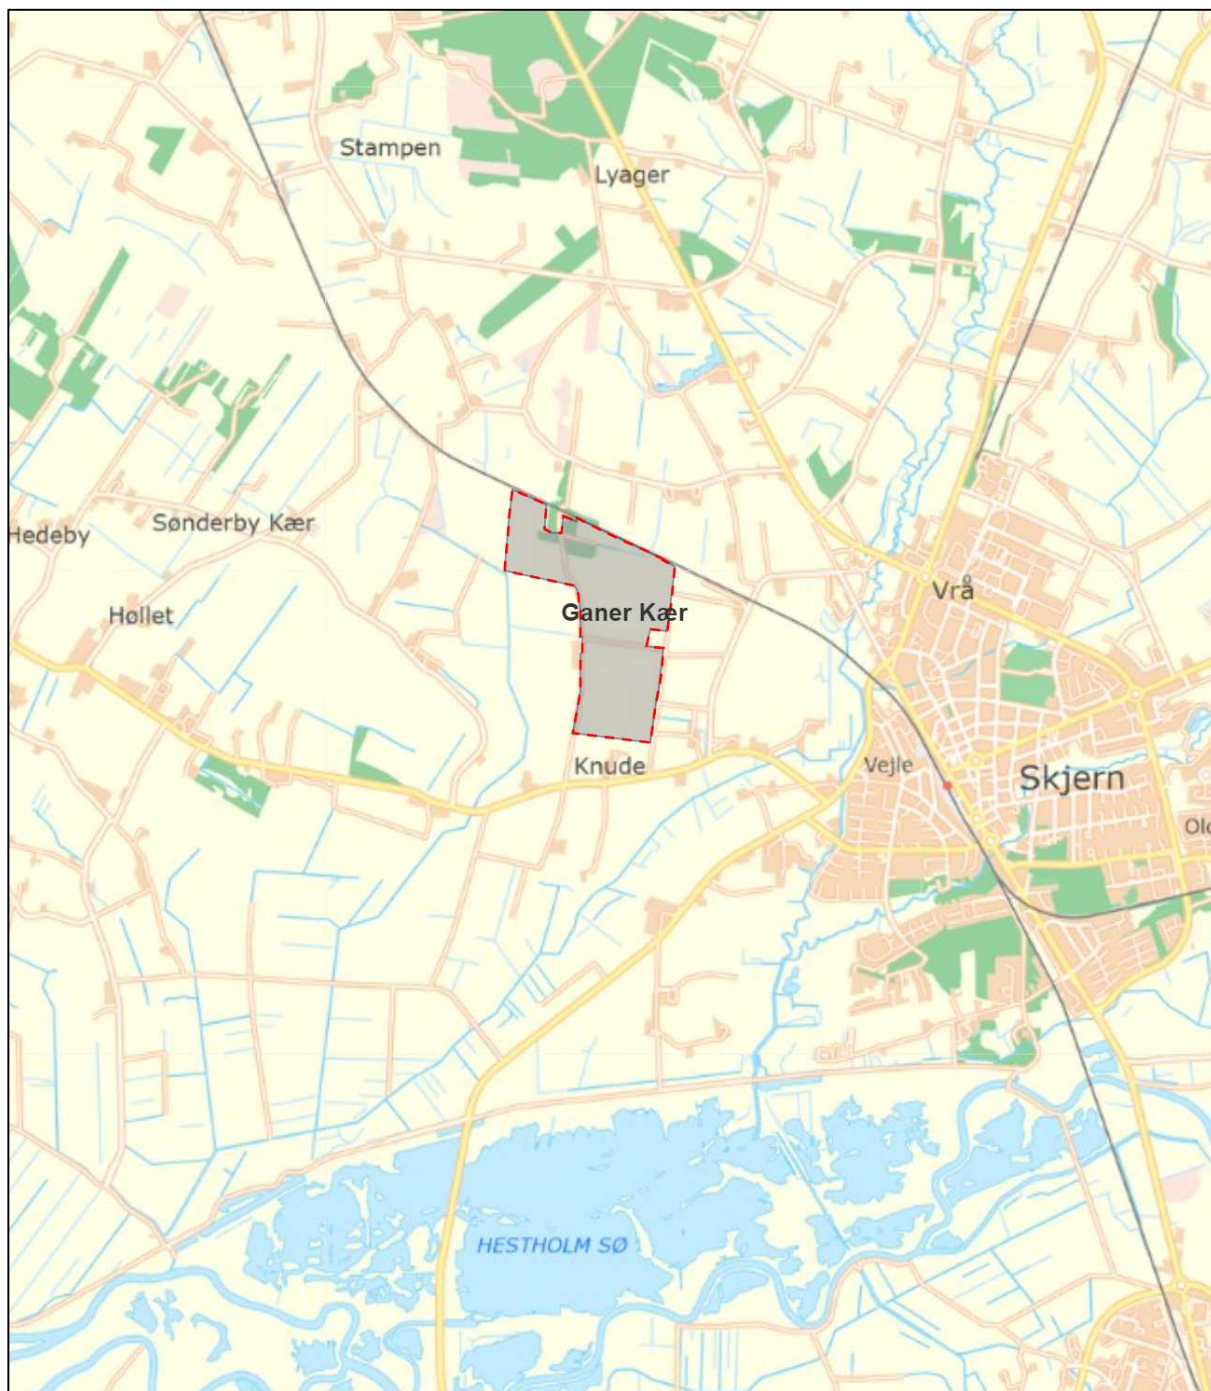 Stampen
Lyager
Sønderby Kær
Hedeby
Vrå
Ganer Kær
Høllet
Knude
Vejle
Skjern
HESTHOLM SØ